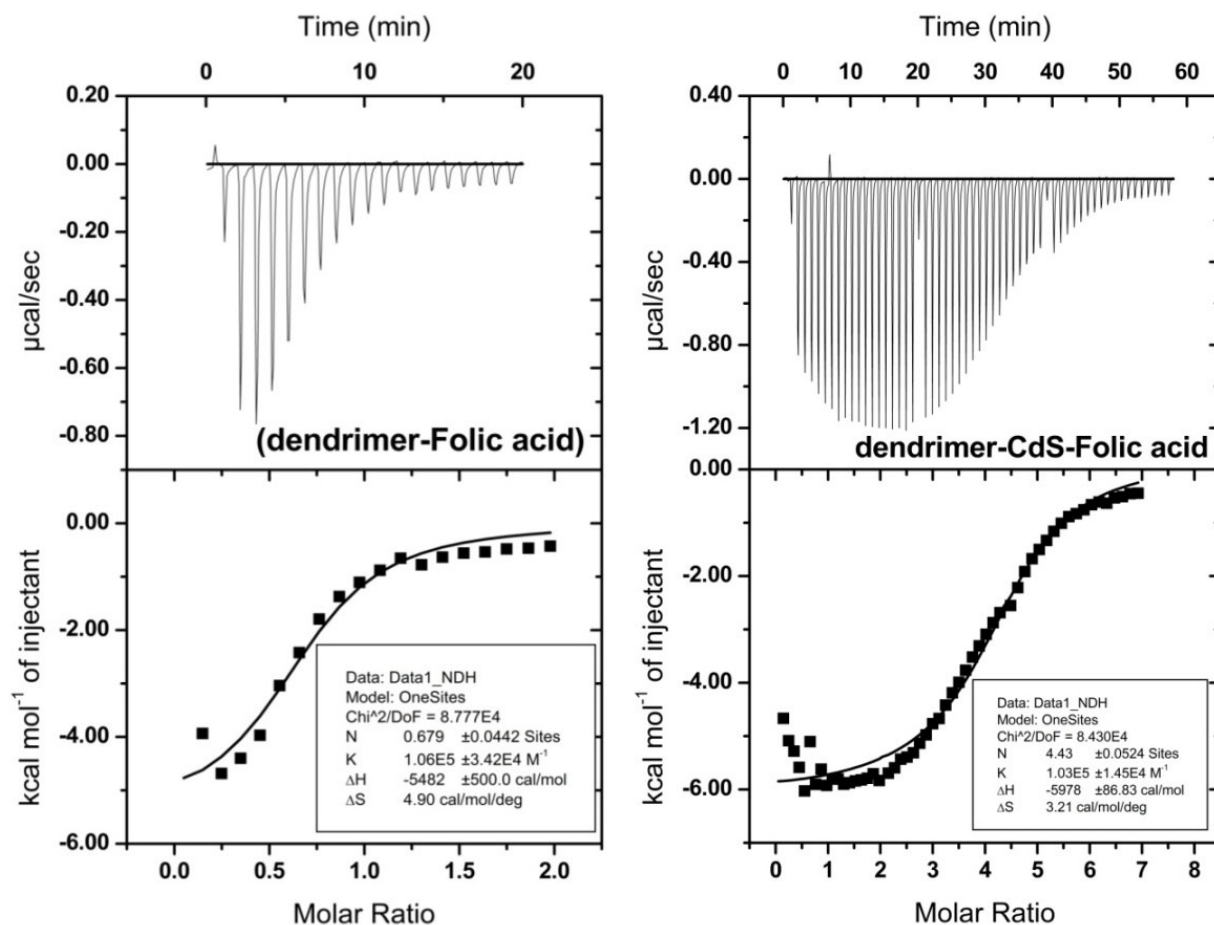 Time (min)
0 10 20
0.20
0.00
-0.20
-0.40
-0.60
-0.80
µcal/sec
(dendrimer-Folic acid)
0.00
-2.00
-4.00
-6.00
kcal mol⁻¹ of injectant
Data: Data1_NDH
Model: OneSites
Chi^2/DoF = 8.777E4
N 0.679 ±0.0442 Sites
K 1.06E5 ±3.42E4 M⁻¹
ΔH -5482 ±500.0 cal/mol
ΔS 4.90 cal/mol/deg
0.0 0.5 1.0 1.5 2.0
Molar Ratio
Time (min)
0 10 20 30 40 50 60
0.40
0.00
-0.40
-0.80
-1.20
µcal/sec
dendrimer-CdS-Folic acid
0.00
-2.00
-4.00
-6.00
kcal mol⁻¹ of injectant
Data: Data1_NDH
Model: OneSites
Chi^2/DoF = 8.430E4
N 4.43 ±0.0524 Sites
K 1.03E5 ±1.45E4 M⁻¹
ΔH -5978 ±86.83 cal/mol
ΔS 3.21 cal/mol/deg
0 1 2 3 4 5 6 7 8
Molar Ratio